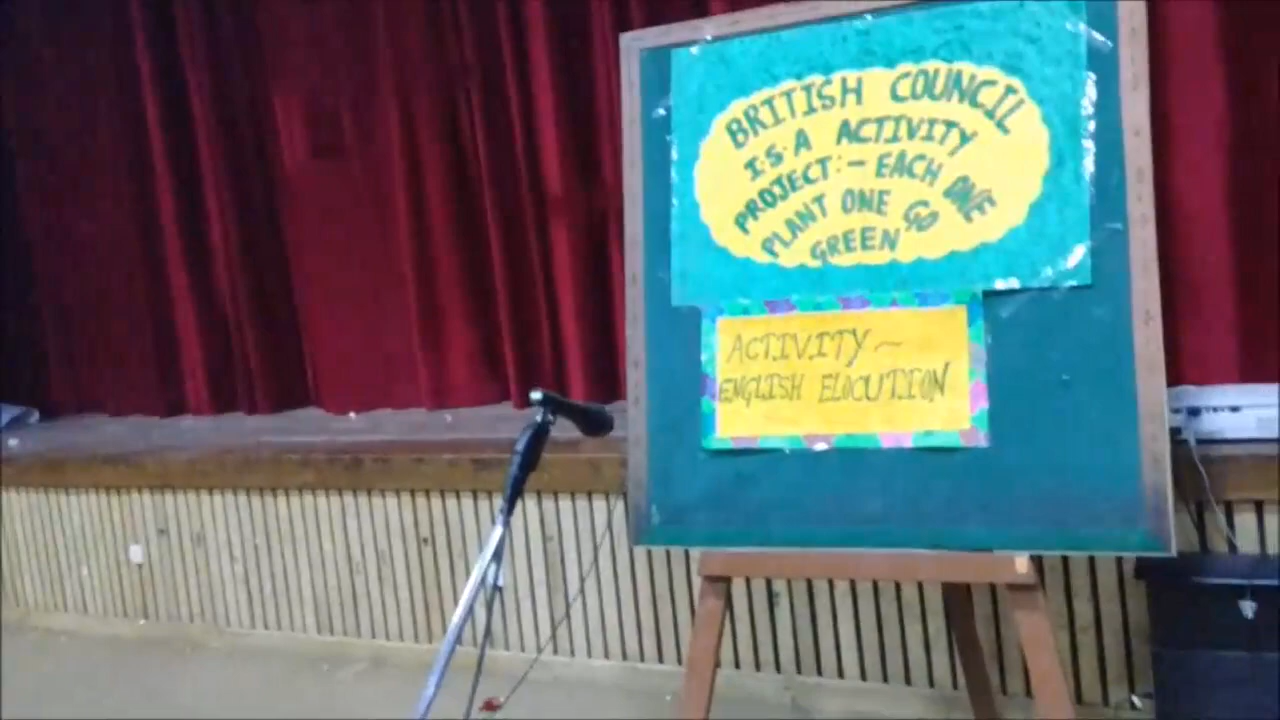 BRITISH COUNCIL
I.S.A ACTIVITY
PROJECT:- EACH ONE
PLANT ONE GO
GREEN
ACTIVITY~
ENGLISH ELOCUTION